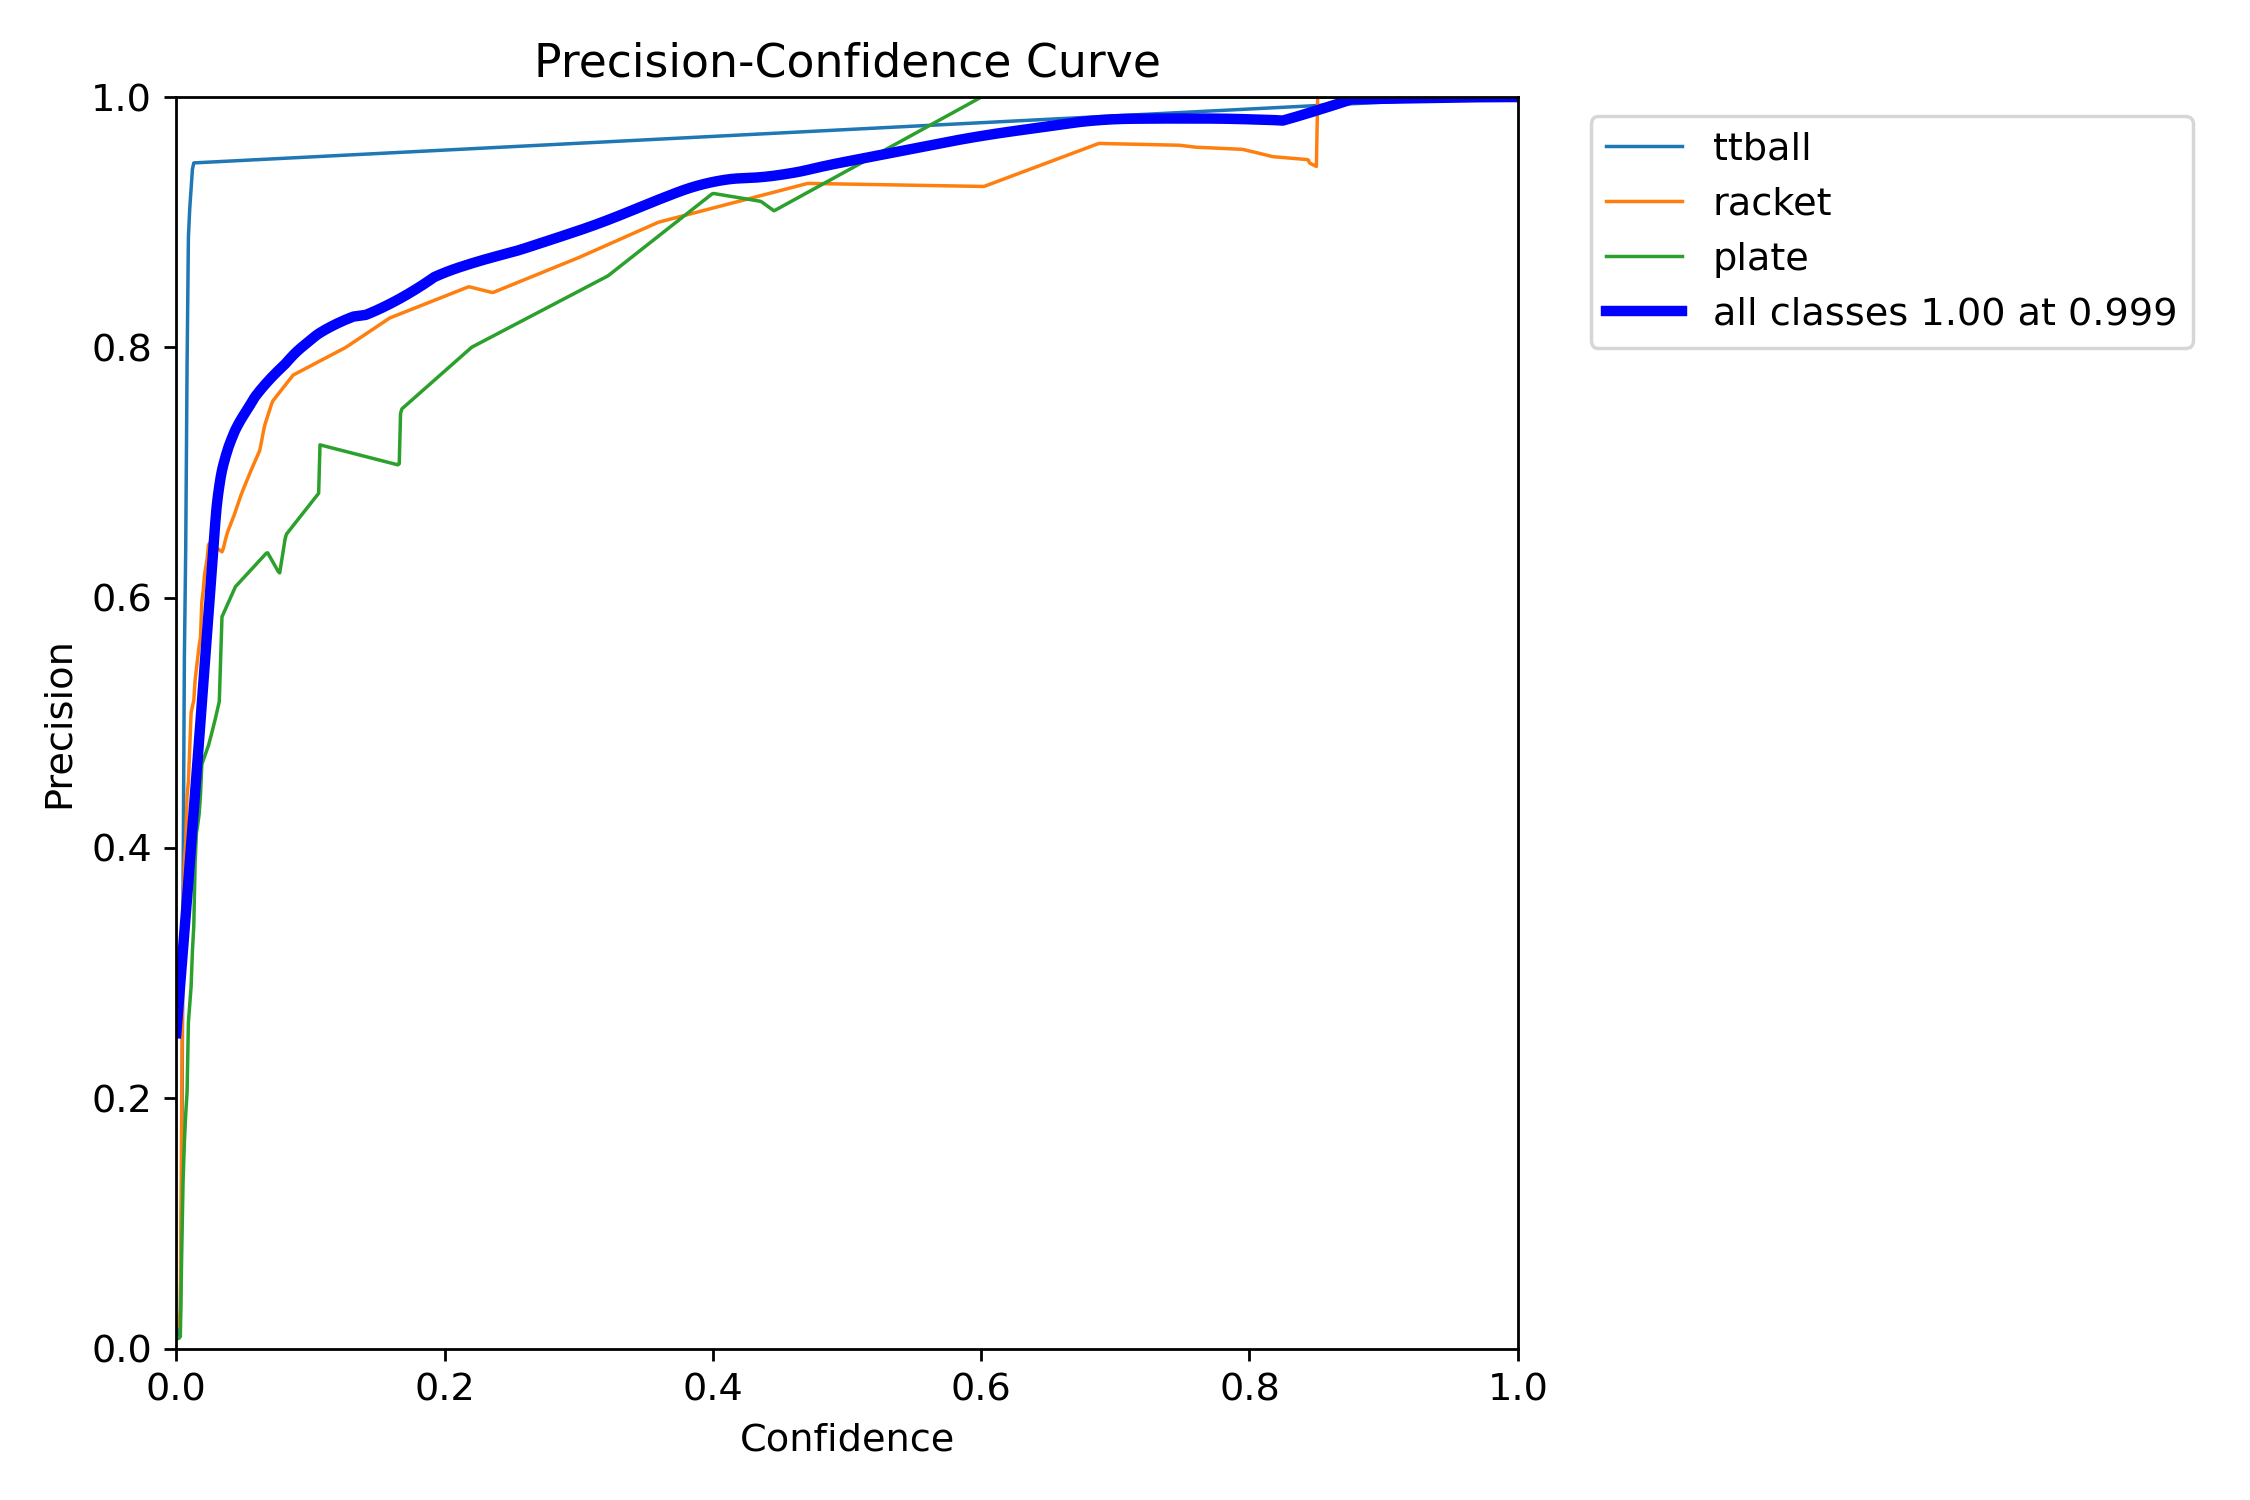 Precision-Confidence Curve
1.0
0.8
0.6
0.4
0.2
0.0
Precision
0.0 0.2 0.4 0.6 0.8 1.0
Confidence
ttball
racket
plate
all classes 1.00 at 0.999